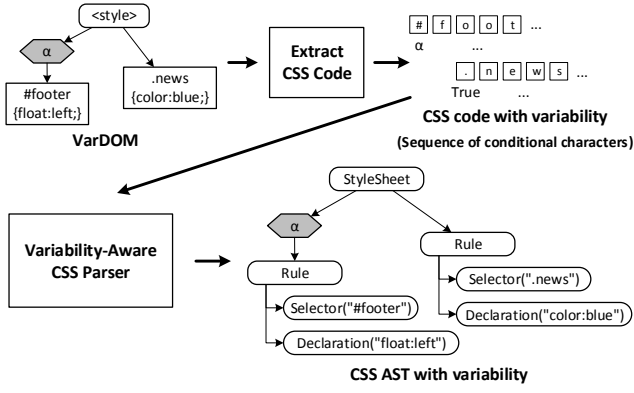 <style>
α
#footer
{float:left;}
.news
{color:blue;}
VarDOM
Extract
CSS Code
# f o o t ...
α ...
. n e w s ...
True ...
CSS code with variability
(Sequence of conditional characters)
Variability-Aware
CSS Parser
StyleSheet
α
Rule
Selector("#footer")
Declaration("float:left")
Rule
Selector(".news")
Declaration("color:blue")
CSS AST with variability